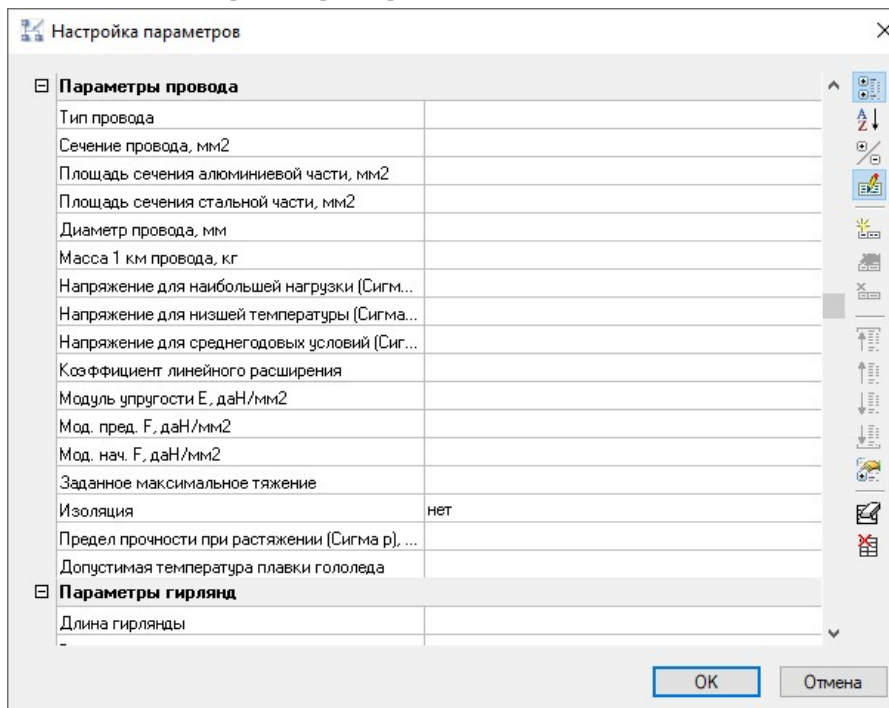 Настройка параметров
Параметры провода
Тип провода
Сечение провода, мм2
Площадь сечения алюминиевой части, мм2
Площадь сечения стальной части, мм2
Диаметр провода, мм
Масса 1 км провода, кг
Напряжение для наибольшей нагрузки (Сигм...
Напряжение для низшей температуры (Сигма...
Напряжение для среднегодовых условий (Сиг...
Коэффициент линейного расширения
Модуль упругости Е, даН/мм2
Мод. пред. F, даН/мм2
Мод. нач. F, даН/мм2
Заданное максимальное тяжение
Изоляция нет
Предел прочности при растяжении (Сигма р), ...
Допустимая температура плавки гололеда
Параметры гирлянд
Длина гирлянды
OK Отмена